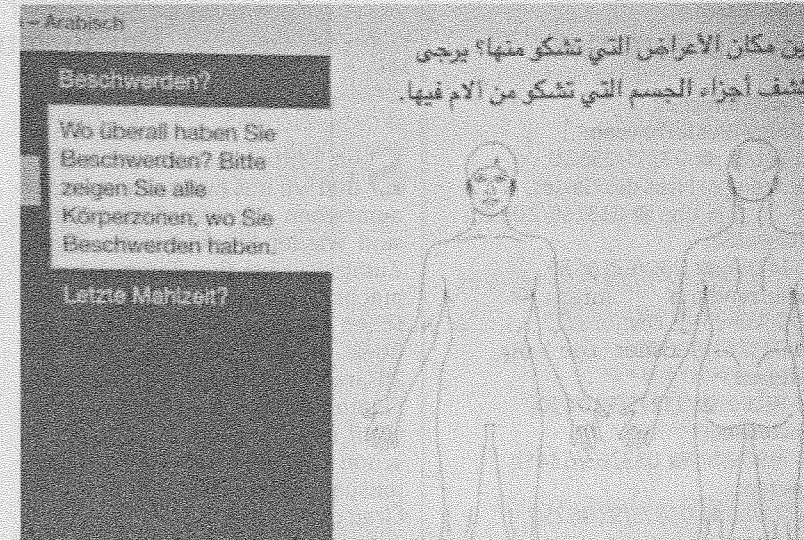 – Arabisch
Beschwerden?
Wo überall haben Sie
Beschwerden? Bitte
zeigen Sie alle
Körperzonen, wo Sie
Beschwerden haben.
Letzte Mahlzeit?
مكان الأعراض التي تشكو منها؟ يرجى
أجزاء الجسم التي تشكو من آلام فيها.